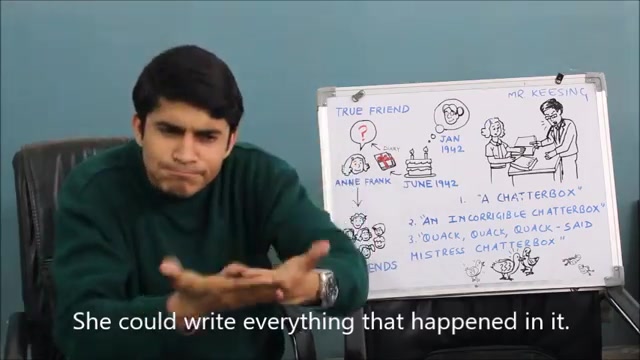 TRUE FRIEND
MR KEESING
?
DIARY
JAN
1942
ANNE FRANK
JUNE 1942
1. "A CHATTERBOX"
2. "AN INCORRIGIBLE CHATTERBOX"
3. "QUACK, QUACK, QUACK - SAID
MISTRESS CHATTERBOX"
ENDS
She could write everything that happened in it.